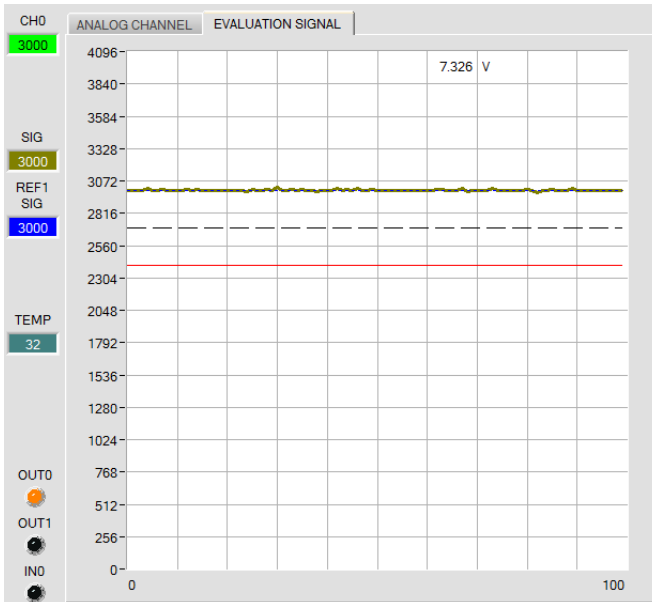 CH0
3000
SIG
3000
REF1
SIG
3000
TEMP
32
OUT0
OUT1
IN0
ANALOG CHANNEL
EVALUATION SIGNAL
7.326 V
4096
3840
3584
3328
3072
2816
2560
2304
2048
1792
1536
1280
1024
768
512
256
0
0 100